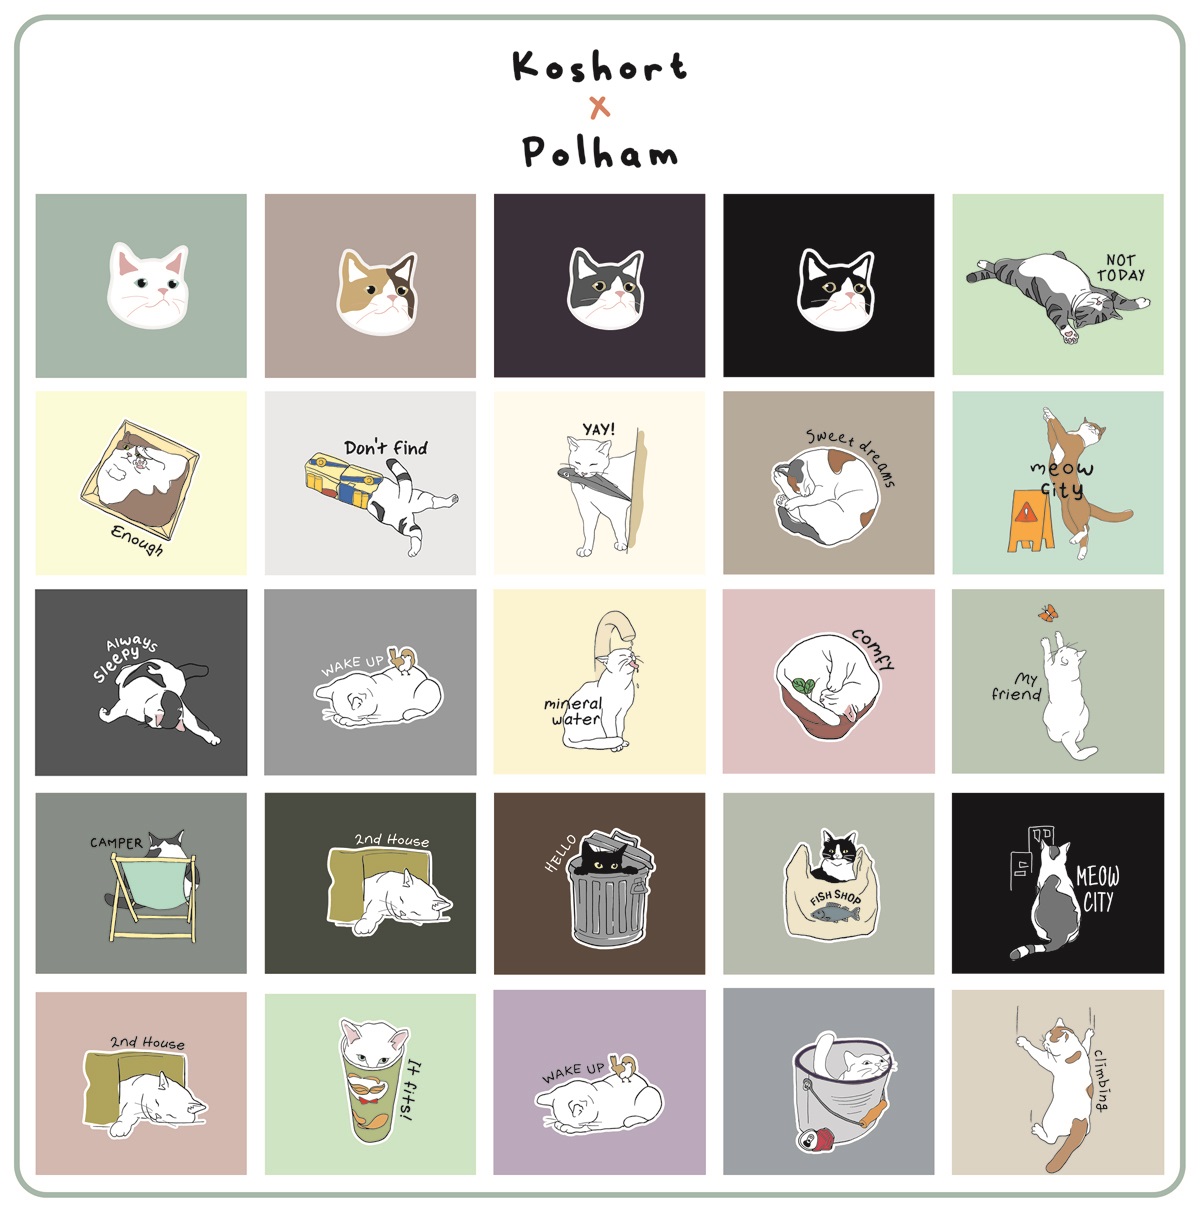 Koshort
x
Polham
NOT
TODAY
Enough
Don't find
YAY!
Sweet dreams
meow
city
Always
Sleepy
WAKE UP
mineral
water
comfy
My
friend
CAMPER
2nd House
HELLO
FISH SHOP
MEOW
CITY
2nd House
It fits!
WAKE UP
climbing